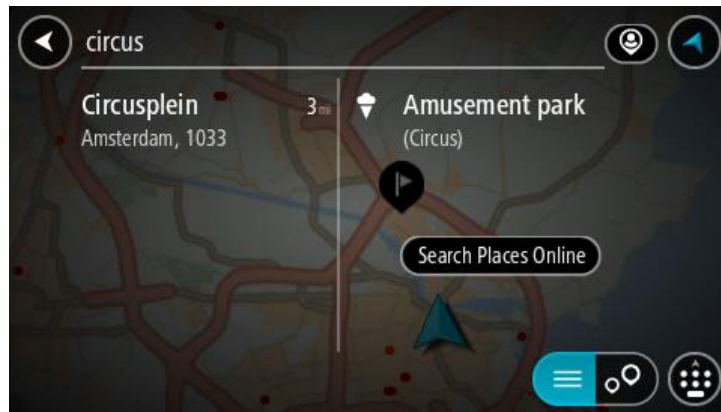 circus
Circusplein 3 mi
Amsterdam, 1033
Amusement park
(Circus)
Search Places Online